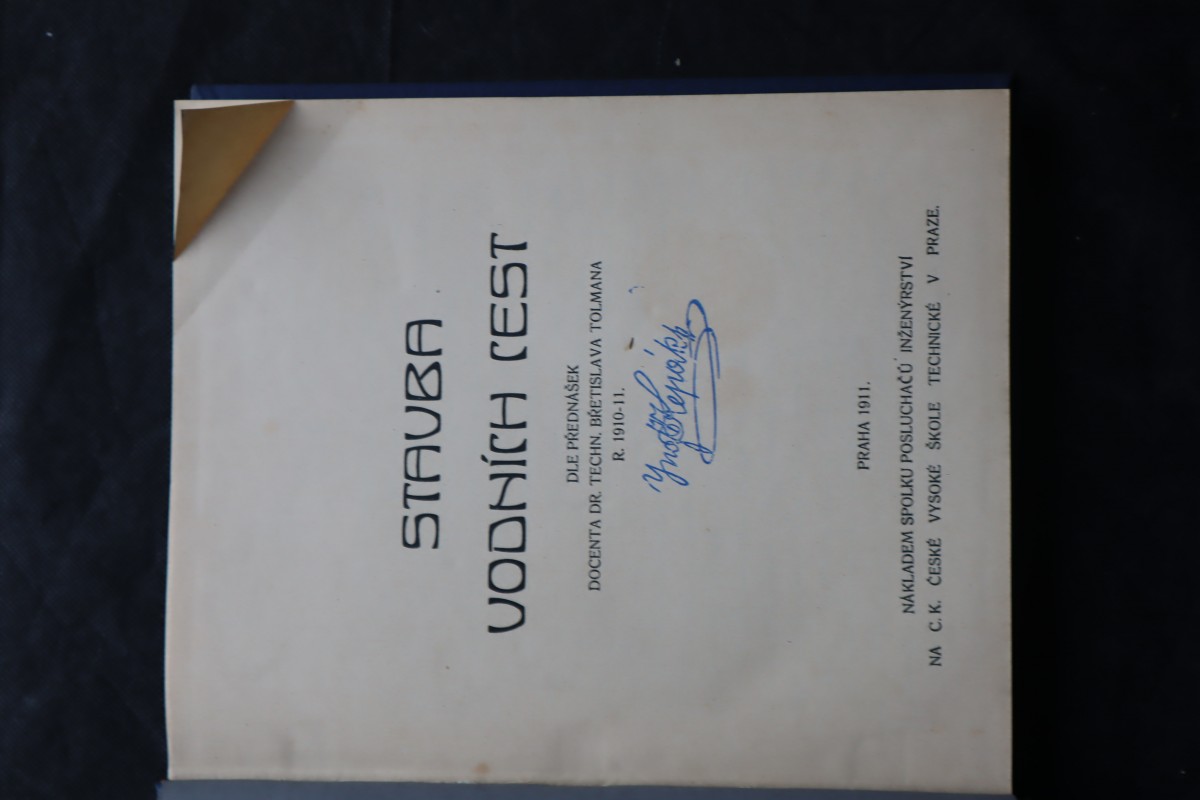 STAVBA
VODNÍCH CEST
DLE PŘEDNÁŠEK
DOCENTA DR. TECHN. BŘETISLAVA TOLMANA
R. 1910-11.
PRAHA 1911.
NÁKLADEM SPOLKU POSLUCHAČŮ INŽENÝRSTVÍ
NA C. K. ČESKÉ VYSOKÉ ŠKOLE TECHNICKÉ V PRAZE.